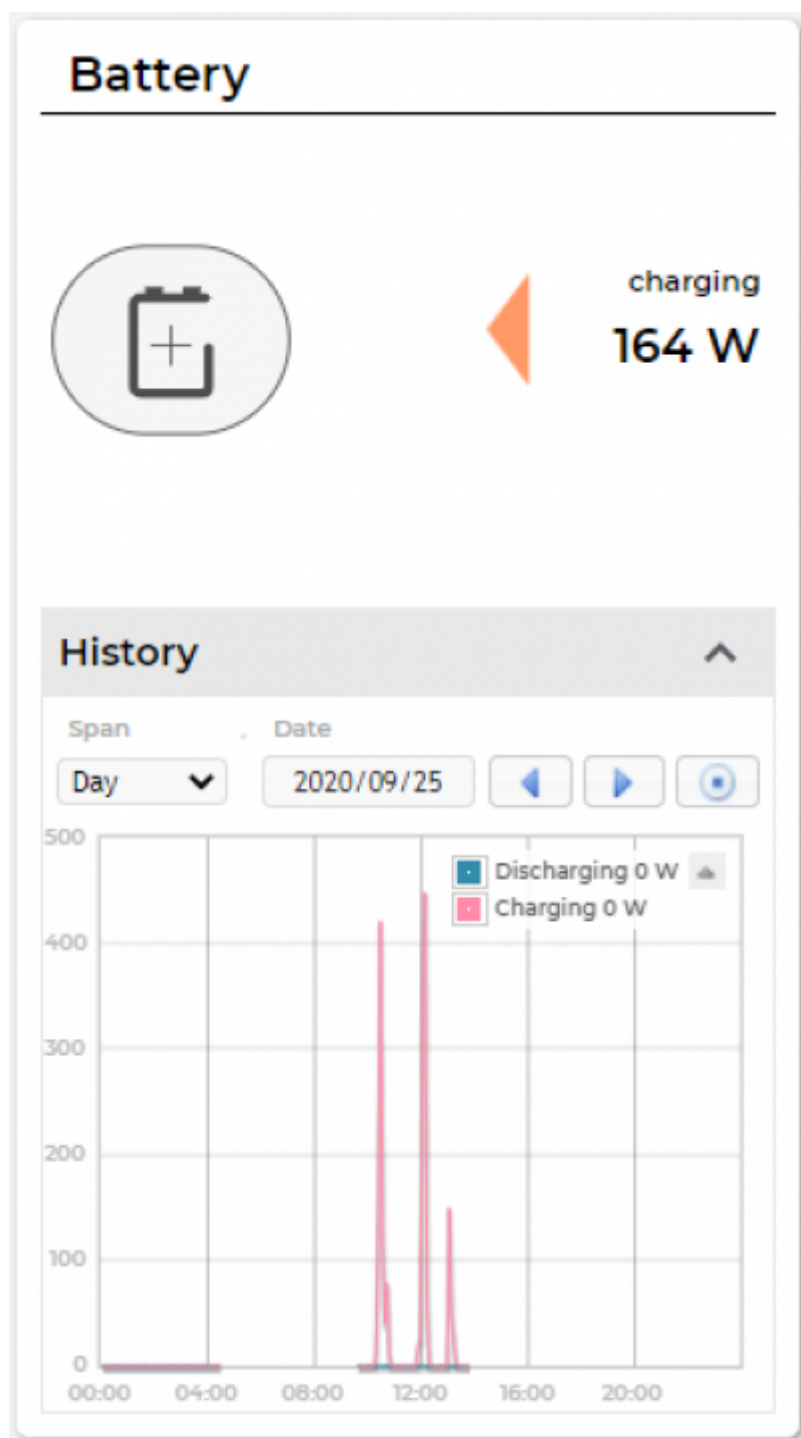 Battery
charging
164 W
History
Span . Date
Day 2020/09/25
500
Discharging 0 W
Charging 0 W
400
300
200
100
0
00:00 04:00 08:00 12:00 16:00 20:00